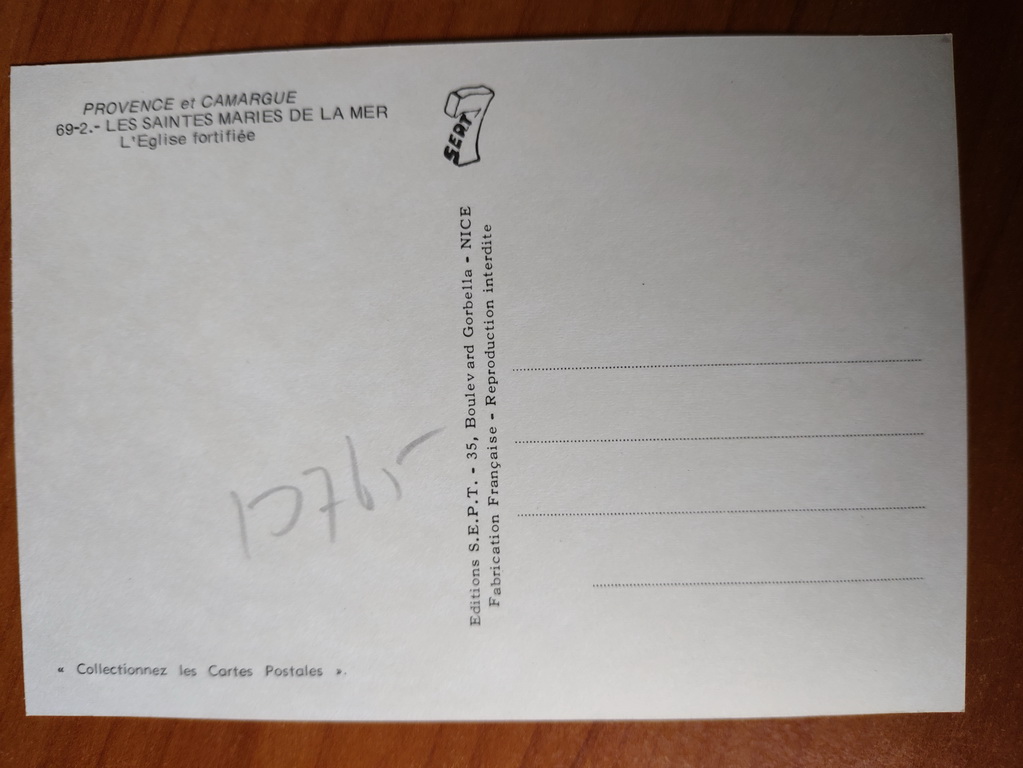 PROVENCE et CAMARGUE
69-2.- LES SAINTES MARIES DE LA MER
L'Eglise fortifiée
SEPT
Editions S.E.P.T. - 35, Boulevard Gorbella - NICE
Fabrication Française - Reproduction interdite
« Collectionnez les Cartes Postales ».